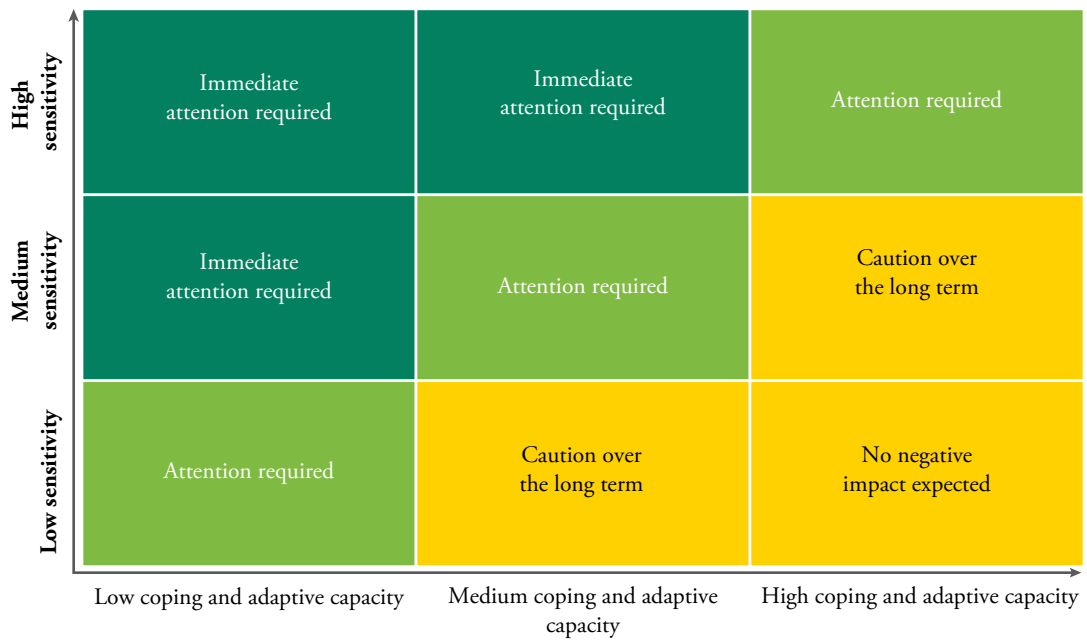 High
sensitivity
Immediate
attention required
Immediate
attention required
Attention required
Medium
sensitivity
Immediate
attention required
Attention required
Caution over
the long term
Low sensitivity
Attention required
Caution over
the long term
No negative
impact expected
Low coping and adaptive capacity
Medium coping and adaptive
capacity
High coping and adaptive capacity